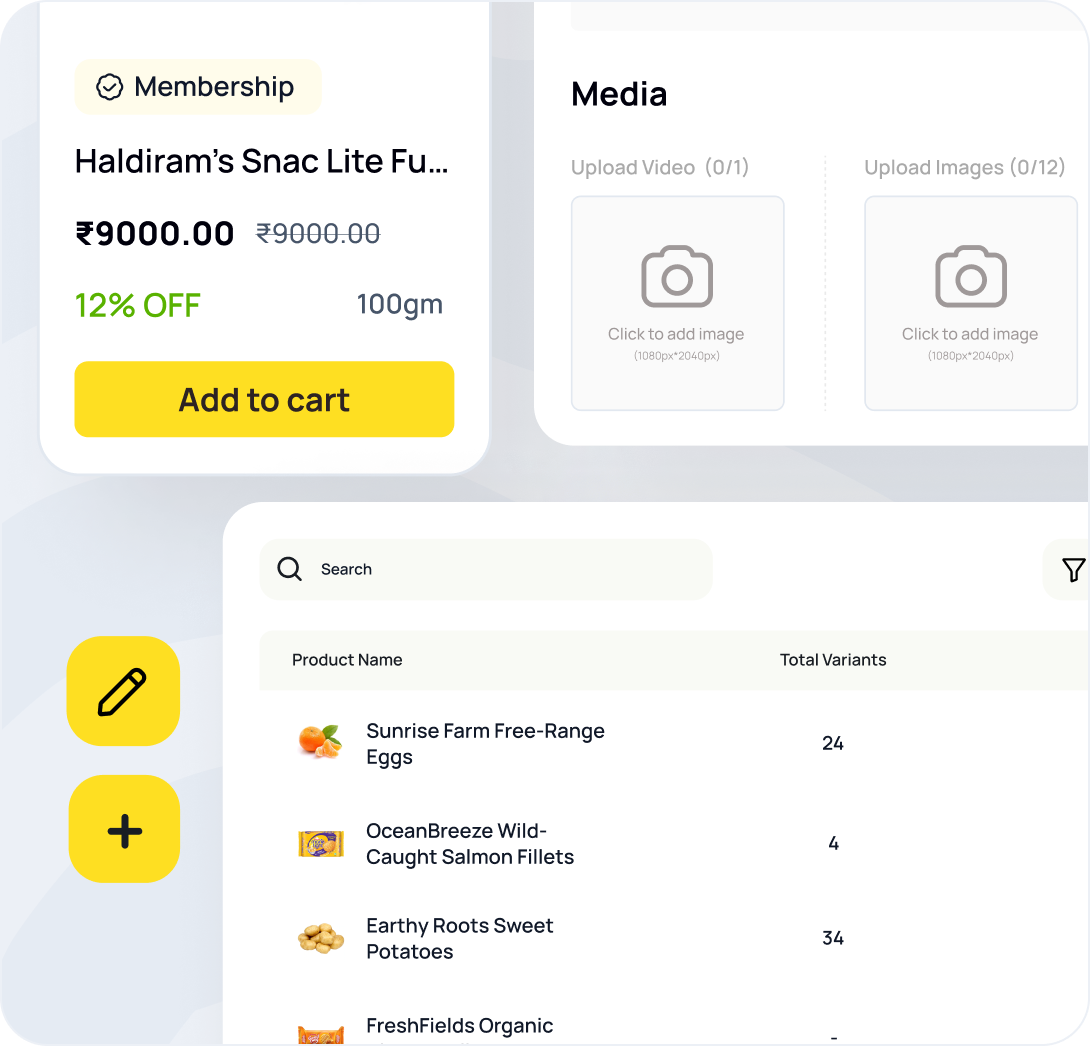 Membership
Haldiram's Snac Lite Fu...
₹9000.00 ₹9000.00
12% OFF 100gm
Add to cart
Media
Upload Video (0/1)
Click to add image
(1080px*2040px)
Upload Images (0/12)
Click to add image
(1080px*2040px)
Search
Product Name Total Variants
Sunrise Farm Free-Range
Eggs
24
OceanBreeze Wild-
Caught Salmon Fillets
4
Earthy Roots Sweet
Potatoes
34
FreshFields Organic
-